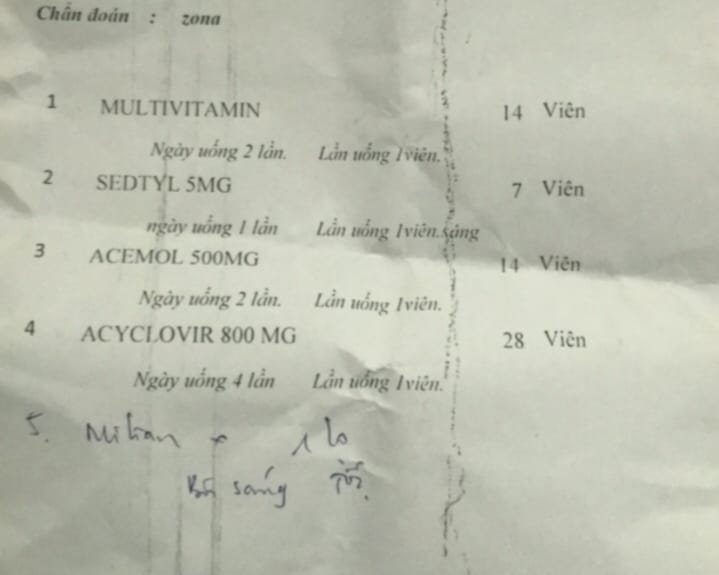 Chẩn đoán : zona
1 MULTIVITAMIN 14 Viên
Ngày uống 2 lần. Lần uống 1viên.
2 SEDTYL 5MG 7 Viên
ngày uống 1 lần Lần uống 1viên.sáng
3 ACEMOL 500MG 14 Viên
Ngày uống 2 lần. Lần uống 1viên.
4 ACYCLOVIR 800 MG 28 Viên
Ngày uống 4 lần Lần uống 1viên.
5. Milian x 1 lọ
Bôi sáng tối.